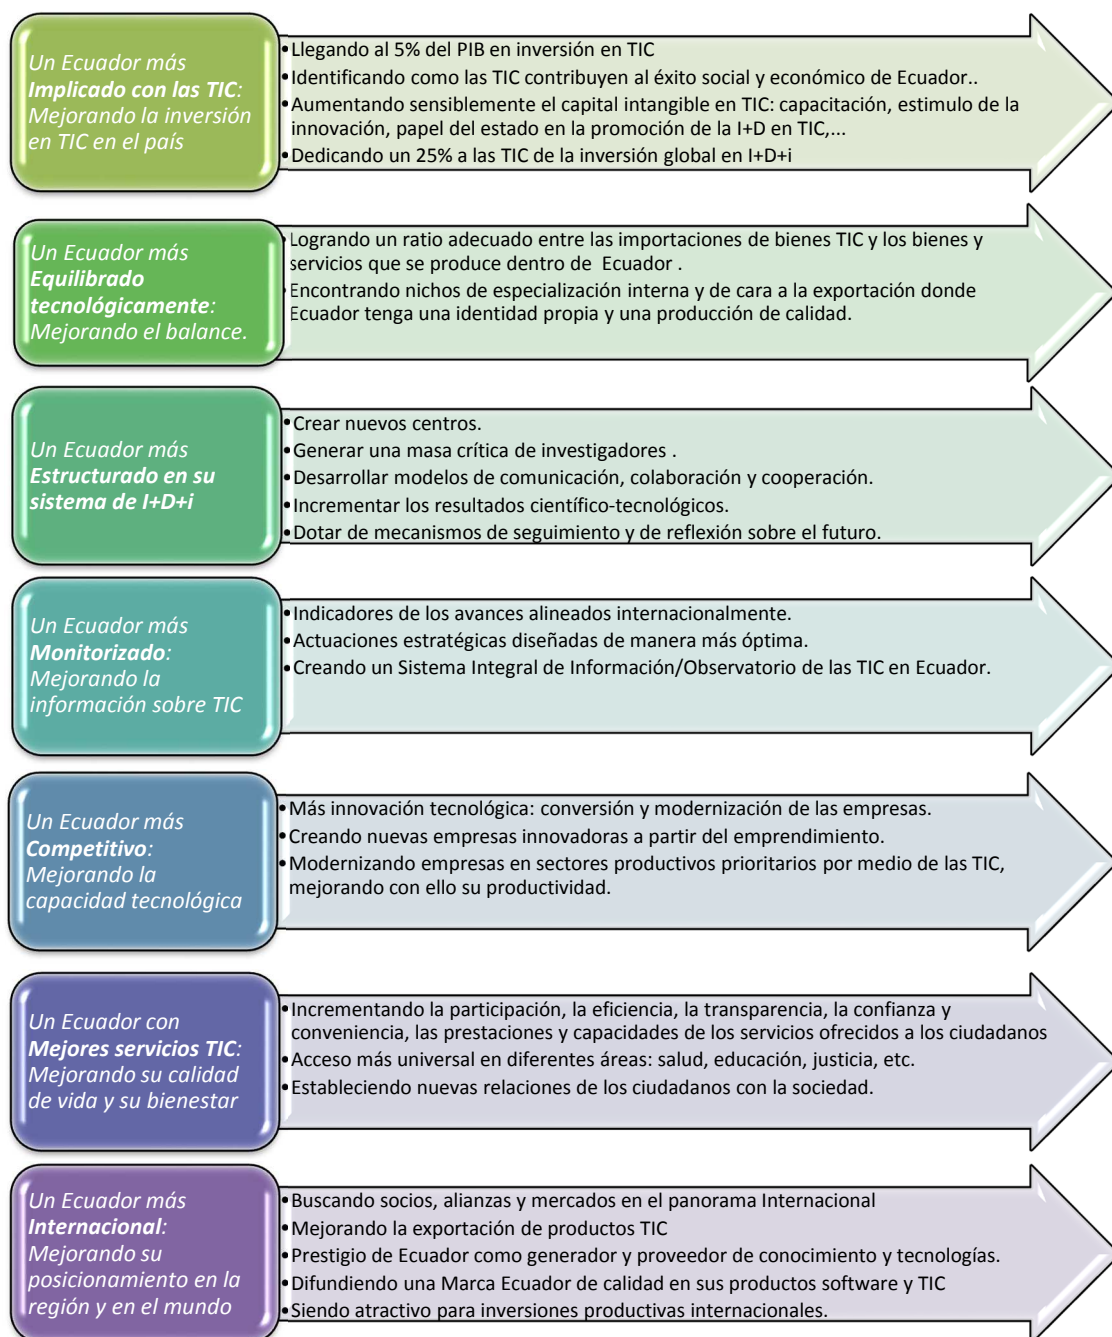 Un Ecuador más
Implicado con las TIC:
Mejorando la inversión
en TIC en el país
•Llegando al 5% del PIB en inversión en TIC
•Identificando como las TIC contribuyen al éxito social y económico de Ecuador..
•Aumentando sensiblemente el capital intangible en TIC: capacitación, estimulo de la
innovación, papel del estado en la promoción de la I+D en TIC,...
•Dedicando un 25% a las TIC de la inversión global en I+D+i
Un Ecuador más
Equilibrado
tecnológicamente:
Mejorando el balance.
•Logrando un ratio adecuado entre las importaciones de bienes TIC y los bienes y
servicios que se produce dentro de Ecuador .
•Encontrando nichos de especialización interna y de cara a la exportación donde
Ecuador tenga una identidad propia y una producción de calidad.
Un Ecuador más
Estructurado en su
sistema de I+D+i
•Crear nuevos centros.
•Generar una masa crítica de investigadores .
•Desarrollar modelos de comunicación, colaboración y cooperación.
•Incrementar los resultados científico-tecnológicos.
•Dotar de mecanismos de seguimiento y de reflexión sobre el futuro.
Un Ecuador más
Monitorizado:
Mejorando la
información sobre TIC
•Indicadores de los avances alineados internacionalmente.
•Actuaciones estratégicas diseñadas de manera más óptima.
•Creando un Sistema Integral de Información/Observatorio de las TIC en Ecuador.
Un Ecuador más
Competitivo:
Mejorando la
capacidad tecnológica
•Más innovación tecnológica: conversión y modernización de las empresas.
•Creando nuevas empresas innovadoras a partir del emprendimiento.
•Modernizando empresas en sectores productivos prioritarios por medio de las TIC,
mejorando con ello su productividad.
Un Ecuador con
Mejores servicios TIC:
Mejorando su calidad
de vida y su bienestar
•Incrementando la participación, la eficiencia, la transparencia, la confianza y
conveniencia, las prestaciones y capacidades de los servicios ofrecidos a los ciudadanos
•Acceso más universal en diferentes áreas: salud, educación, justicia, etc.
•Estableciendo nuevas relaciones de los ciudadanos con la sociedad.
Un Ecuador más
Internacional:
Mejorando su
posicionamiento en la
región y en el mundo
•Buscando socios, alianzas y mercados en el panorama Internacional
•Mejorando la exportación de productos TIC
•Prestigio de Ecuador como generador y proveedor de conocimiento y tecnologías.
•Difundiendo una Marca Ecuador de calidad en sus productos software y TIC
•Siendo atractivo para inversiones productivas internacionales.